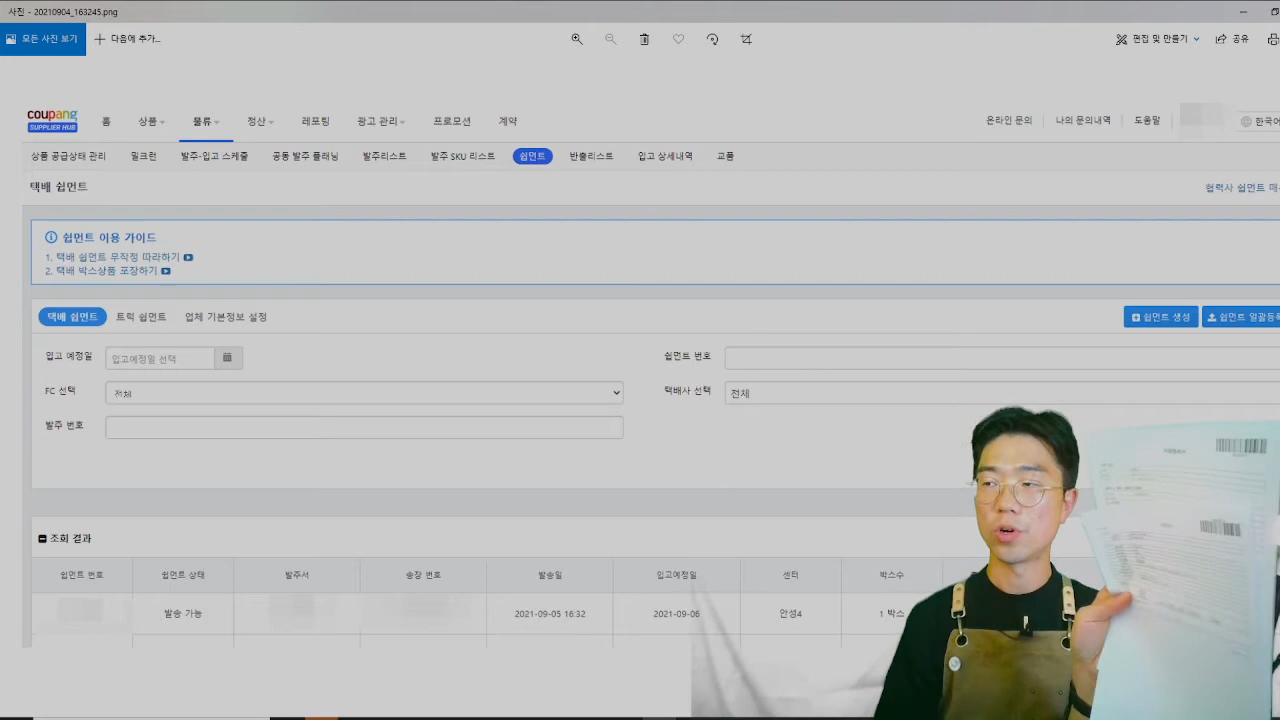 사진 - 20210904_163245.png
모든 사진 보기
다음에 추가..
편집 및 만들기
공유
coupang
SUPPLIER HUB
홈
상품
물류
정산
레포팅
광고 관리
프로모션
계약
온라인 문의
나의 문의내역
도움말
한국어
상품 공급상태 관리
밀크런
발주-입고 스케쥴
공동 발주 플래닝
발주리스트
발주 SKU 리스트
쉽먼트
반출리스트
입고 상세내역
교품
택배 쉽먼트
협력사 쉽먼트 매
쉽먼트 이용 가이드
1. 택배 쉽먼트 무작정 따라하기
2. 택배 박스상품 포장하기
택배 쉽먼트
트럭 쉽먼트
업체 기본정보 설정
쉽먼트 생성
쉽먼트 일괄등록
입고 예정일
입고예정일 선택
쉽먼트 번호
FC 선택
전체
택배사 선택
전체
발주 번호
조회 결과
쉽먼트 번호
쉽먼트 상태
발주서
송장 번호
발송일
입고예정일
센터
박스수
발송 가능
2021-09-05 16:32
2021-09-06
안성4
1 박스